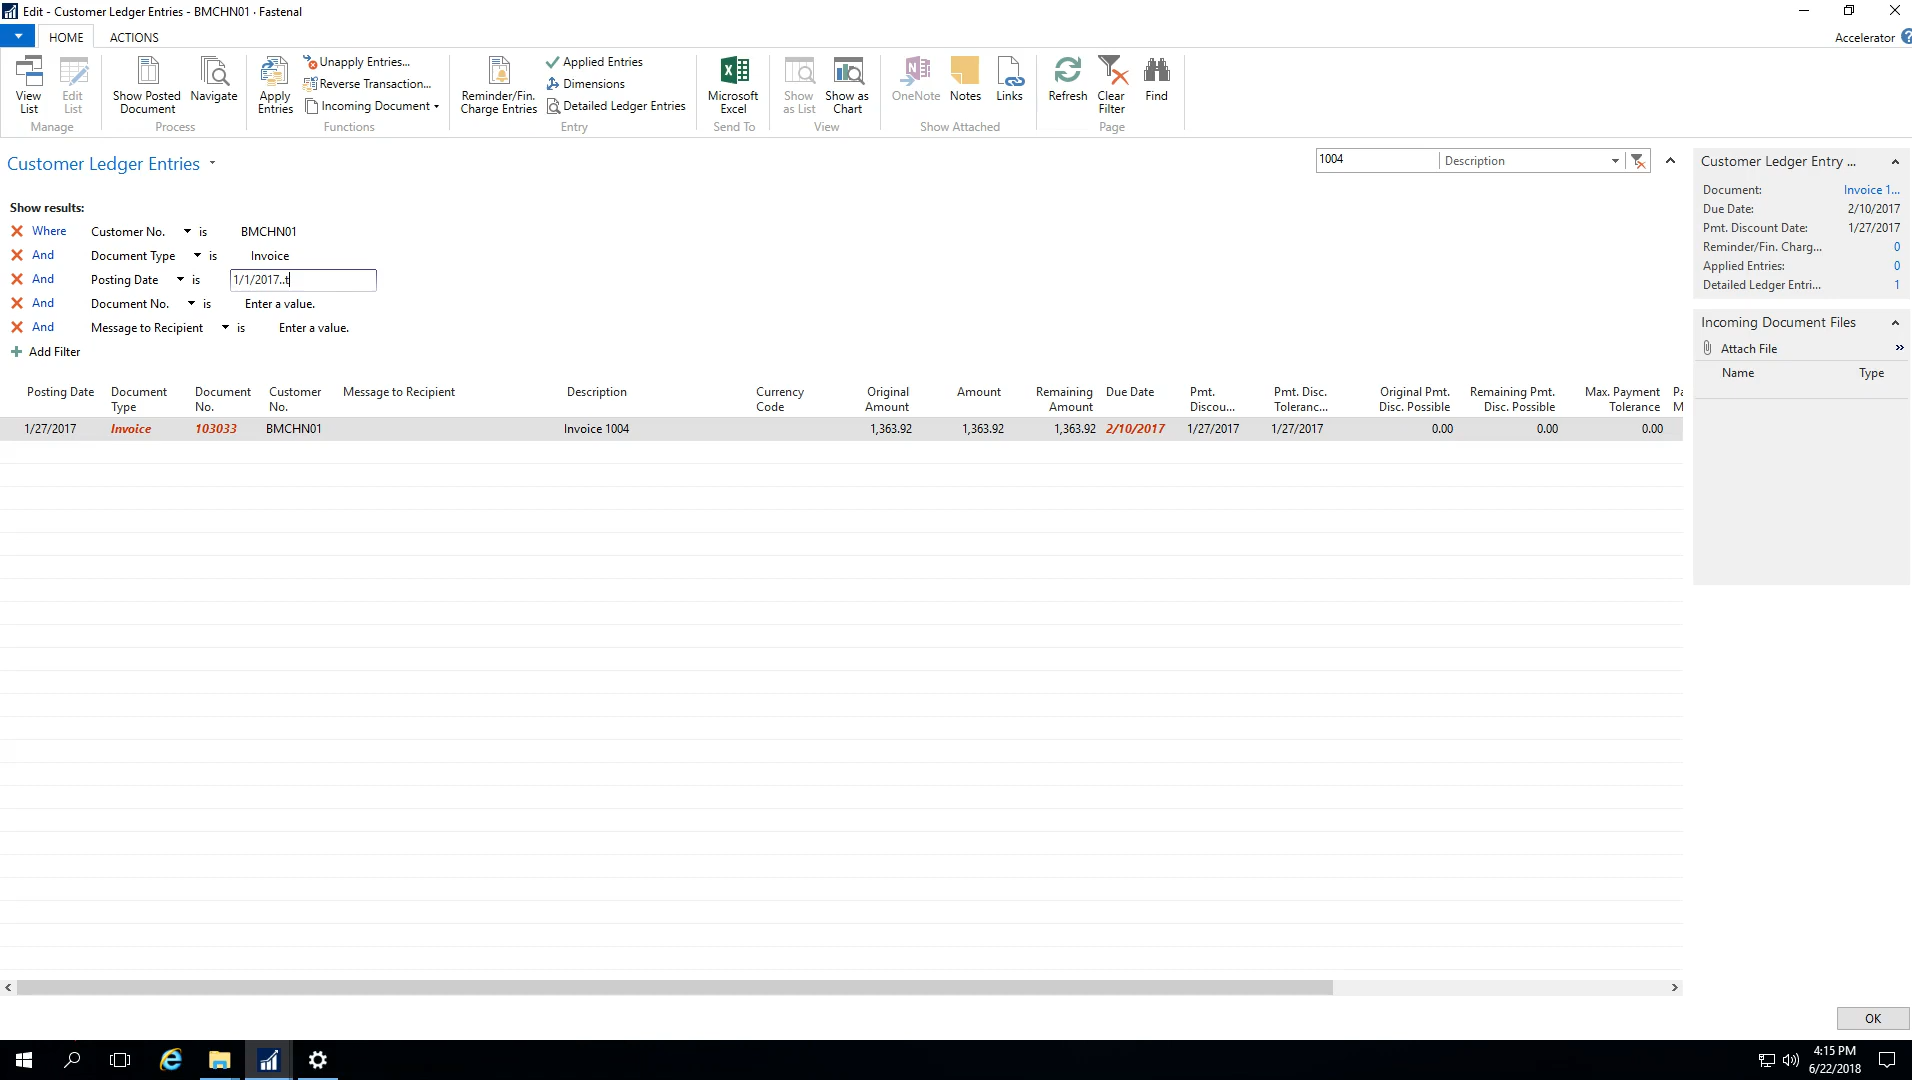 Edit - Customer Ledger Entries - BMCHN01 · Fastenal
HOME
ACTIONS
Accelerator
?
View List
Edit List
Manage
Show Posted Document
Navigate
Process
Apply Entries
Unapply Entries...
Reverse Transaction...
Incoming Document
Functions
Reminder/Fin. Charge Entries
Applied Entries
Dimensions
Detailed Ledger Entries
Entry
Microsoft Excel
Send To
Show as List
Show as Chart
View
OneNote
Notes
Links
Show Attached
Refresh
Clear Filter
Find
Page
Customer Ledger Entries
1004
Description
Show results:
Where Customer No. is BMCHN01
And Document Type is Invoice
And Posting Date is 1/1/2017..t
And Document No. is Enter a value.
And Message to Recipient is Enter a value.
Add Filter
Posting Date Document Type Document No. Customer No. Message to Recipient Description Currency Code Original Amount Amount Remaining Amount Due Date Pmt. Discou... Pmt. Disc. Toleranc... Original Pmt. Disc. Possible Remaining Pmt. Disc. Possible Max. Payment Tolerance Pa M
1/27/2017 Invoice 103033 BMCHN01 Invoice 1004 1,363.92 1,363.92 1,363.92 2/10/2017 1/27/2017 1/27/2017 0.00 0.00 0.00
Customer Ledger Entry ...
Document: Invoice 1...
Due Date: 2/10/2017
Pmt. Discount Date: 1/27/2017
Reminder/Fin. Charg... 0
Applied Entries: 0
Detailed Ledger Entri... 1
Incoming Document Files
Attach File
Name Type
OK
4:15 PM
6/22/2018